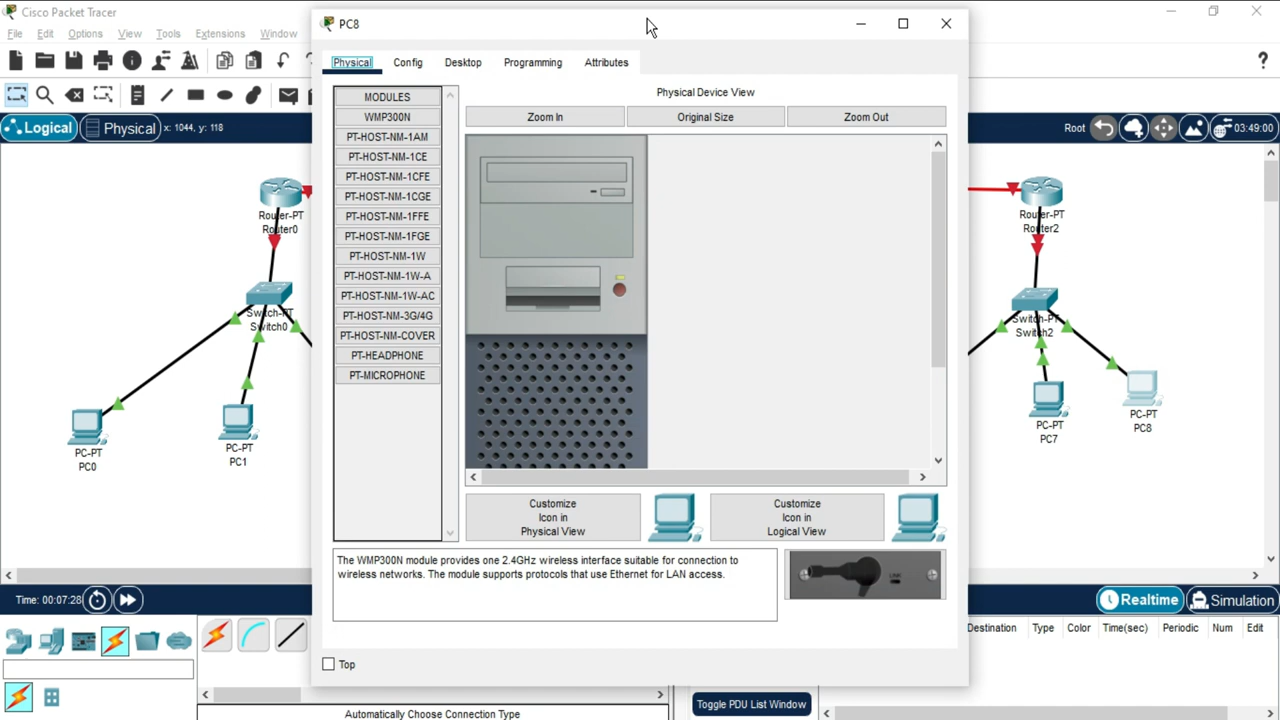 Cisco Packet Tracer
File Edit Options View Tools Extensions Window
PC8
Physical Config Desktop Programming Attributes
Logical Physical x: 1044, y: 118
Root 03:49:00
MODULES
WMP300N
PT-HOST-NM-1AM
PT-HOST-NM-1CE
PT-HOST-NM-1CFE
PT-HOST-NM-1CGE
PT-HOST-NM-1FFE
PT-HOST-NM-1FGE
PT-HOST-NM-1W
PT-HOST-NM-1W-A
PT-HOST-NM-1W-AC
PT-HOST-NM-3G/4G
PT-HOST-NM-COVER
PT-HEADPHONE
PT-MICROPHONE
Physical Device View
Zoom In Original Size Zoom Out
Router-PT
Router0
Switch-PT
Switch0
PC-PT
PC0
PC-PT
PC1
Router-PT
Router2
Switch-PT
Switch2
PC-PT
PC7
PC-PT
PC8
Customize
Icon in
Physical View
Customize
Icon in
Logical View
The WMP300N module provides one 2.4GHz wireless interface suitable for connection to
wireless networks. The module supports protocols that use Ethernet for LAN access.
LINK
Top
Time: 00:07:28
Realtime Simulation
Destination Type Color Time(sec) Periodic Num Edit
Toggle PDU List Window
Automatically Choose Connection Type